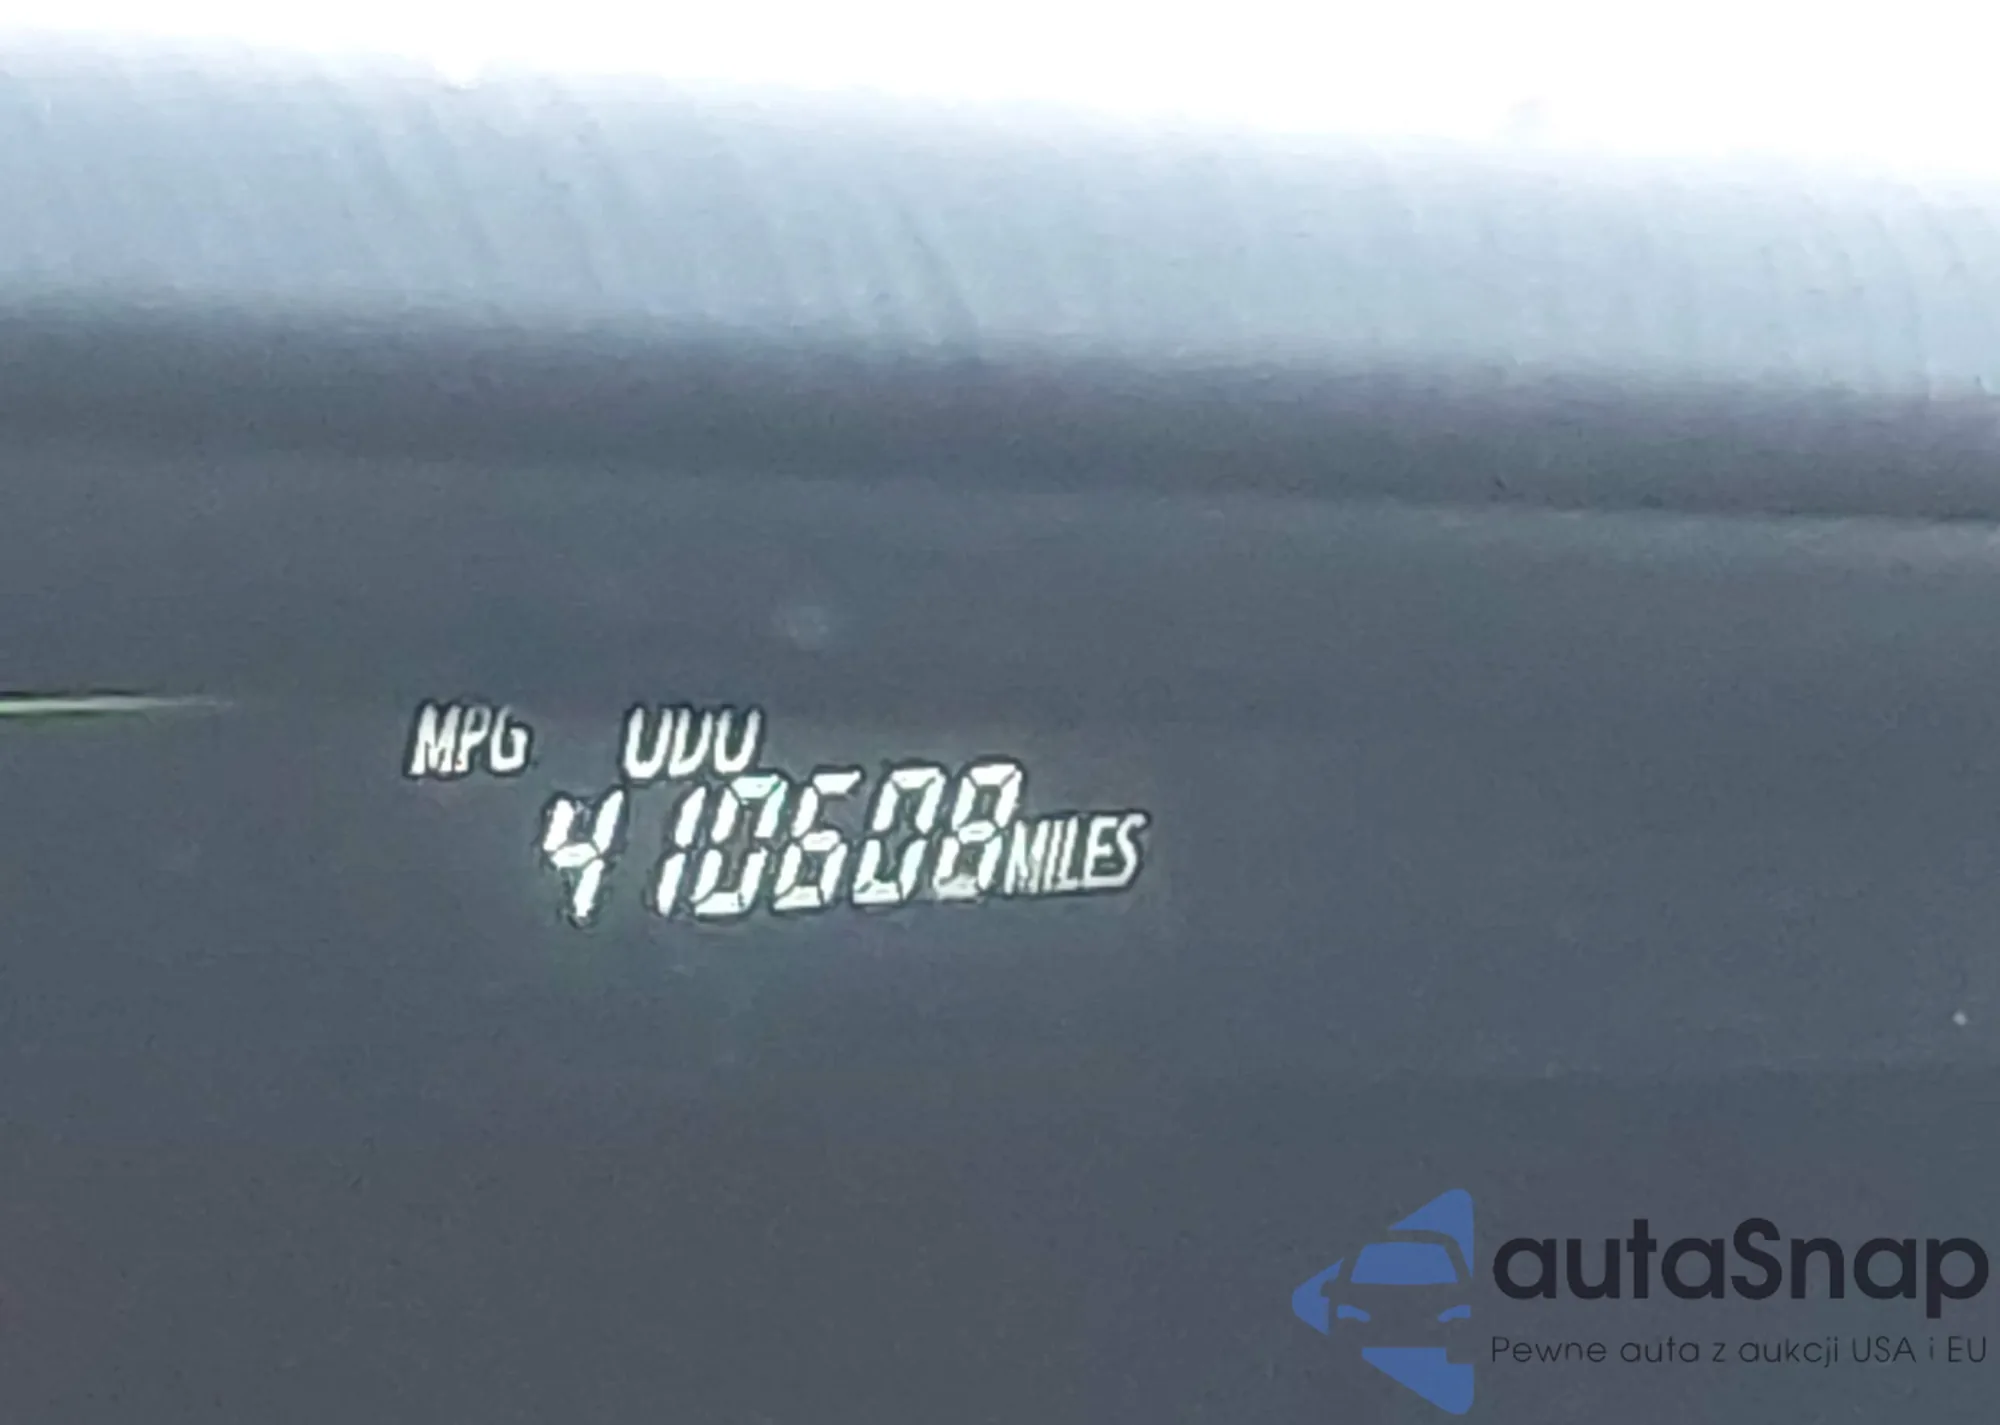 MPG ODO
410608 MILES
autaSnap
Pewne auta z aukcji USA i EU